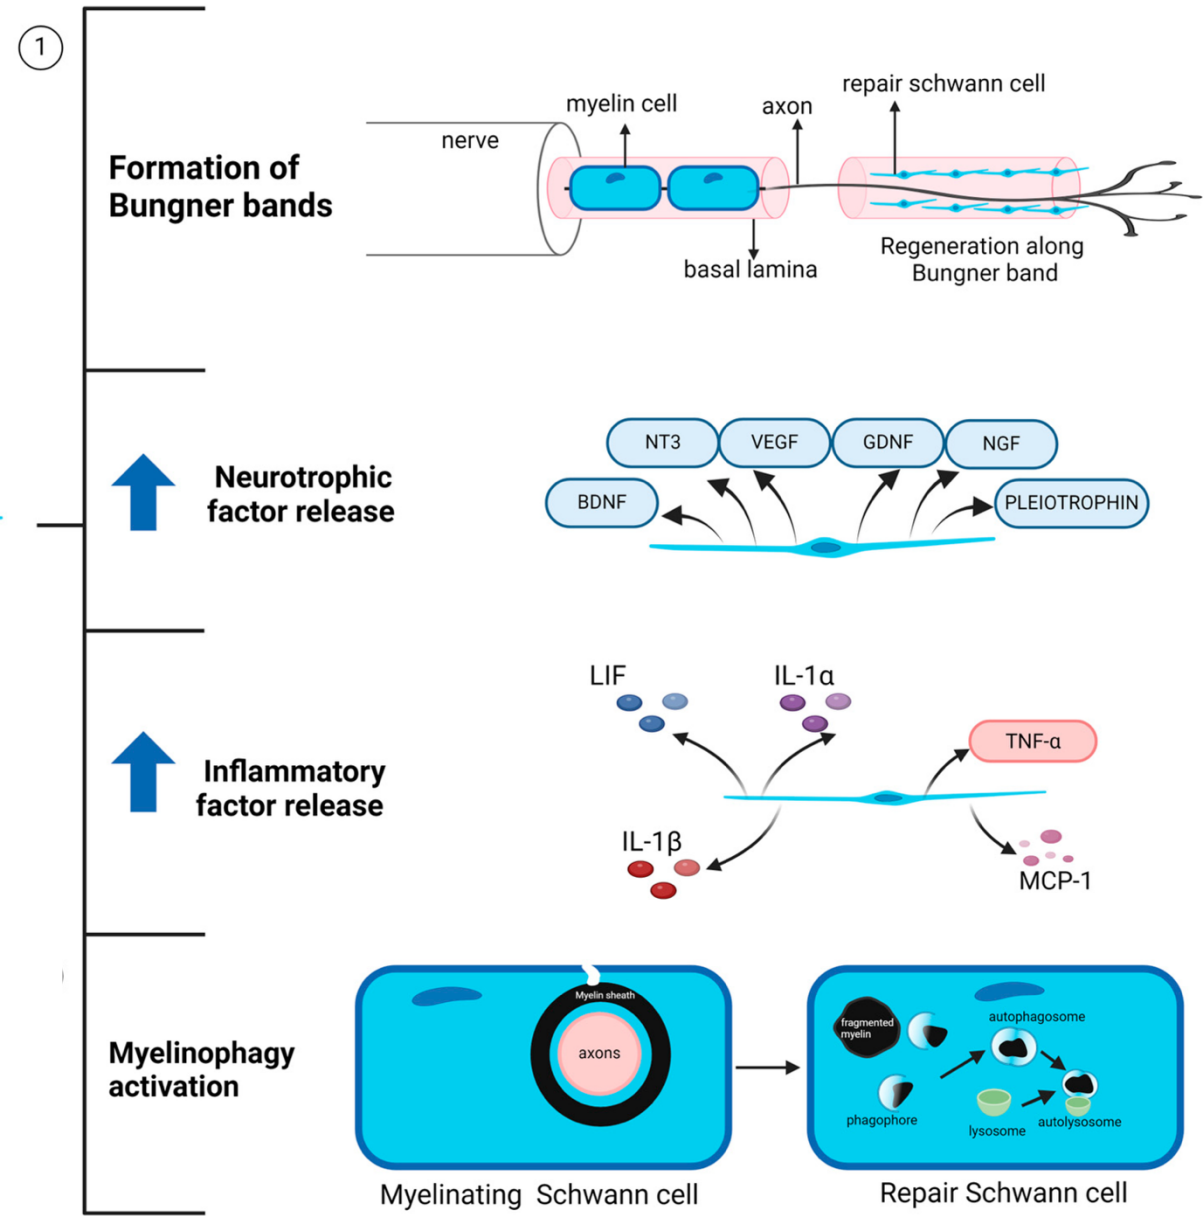 1
Formation of
Bungner bands
nerve
myelin cell
axon
repair schwann cell
basal lamina
Regeneration along
Bungner band
Neurotrophic
factor release
NT3
VEGF
GDNF
NGF
BDNF
PLEIOTROPHIN
Inflammatory
factor release
LIF
IL-1α
TNF-α
IL-1β
MCP-1
Myelinophagy
activation
Myelin sheath
axons
Myelinating Schwann cell
fragmented
myelin
autophagosome
phagophore
lysosome
autolysosome
Repair Schwann cell